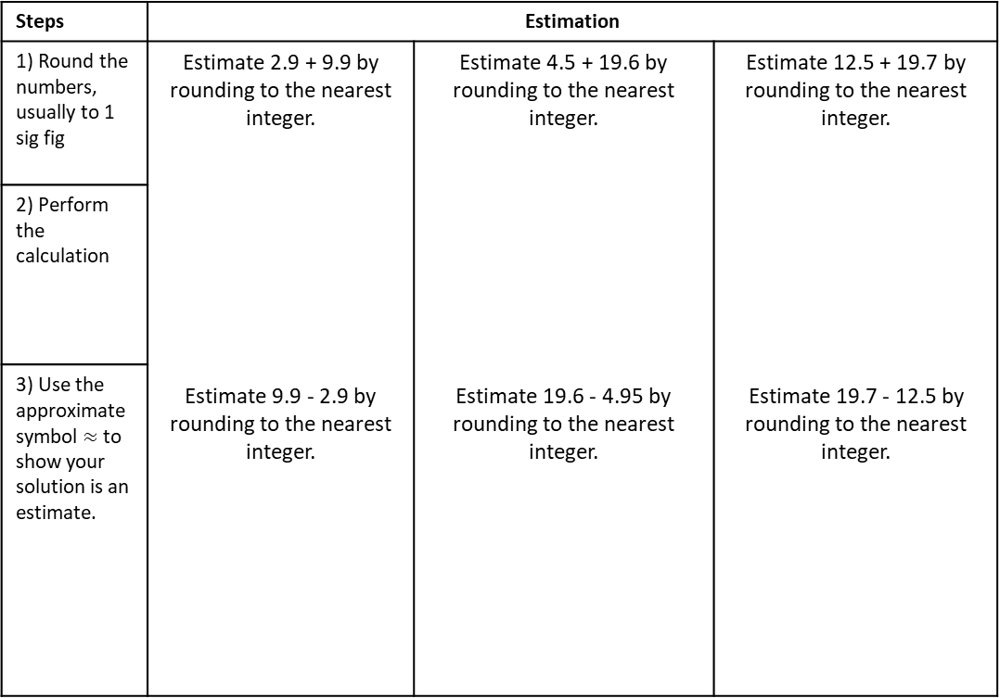 Steps
Estimation
1) Round the
numbers,
usually to 1
sig fig
Estimate 2.9 + 9.9 by
rounding to the nearest
integer.
Estimate 4.5 + 19.6 by
rounding to the nearest
integer.
Estimate 12.5 + 19.7 by
rounding to the nearest
integer.
2) Perform
the
calculation
3) Use the
approximate
symbol ≈ to
show your
solution is an
estimate.
Estimate 9.9 - 2.9 by
rounding to the nearest
integer.
Estimate 19.6 - 4.95 by
rounding to the nearest
integer.
Estimate 19.7 - 12.5 by
rounding to the nearest
integer.